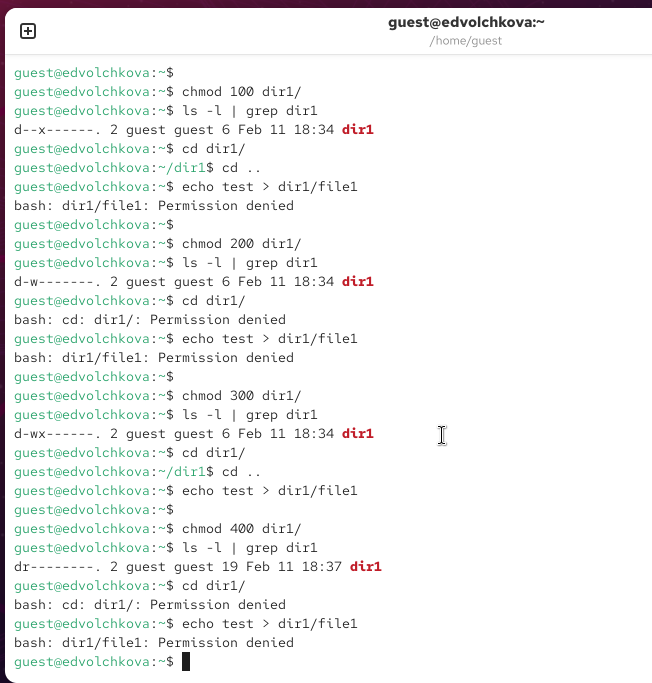 guest@edvolchkova:~
/home/guest
guest@edvolchkova:~$
guest@edvolchkova:~$ chmod 100 dir1/
guest@edvolchkova:~$ ls -l | grep dir1
d--x------. 2 guest guest 6 Feb 11 18:34 dir1
guest@edvolchkova:~$ cd dir1/
guest@edvolchkova:~/dir1$ cd ..
guest@edvolchkova:~$ echo test > dir1/file1
bash: dir1/file1: Permission denied
guest@edvolchkova:~$
guest@edvolchkova:~$ chmod 200 dir1/
guest@edvolchkova:~$ ls -l | grep dir1
d-w-------. 2 guest guest 6 Feb 11 18:34 dir1
guest@edvolchkova:~$ cd dir1/
bash: cd: dir1/: Permission denied
guest@edvolchkova:~$ echo test > dir1/file1
bash: dir1/file1: Permission denied
guest@edvolchkova:~$
guest@edvolchkova:~$ chmod 300 dir1/
guest@edvolchkova:~$ ls -l | grep dir1
d-wx------. 2 guest guest 6 Feb 11 18:34 dir1
guest@edvolchkova:~$ cd dir1/
guest@edvolchkova:~/dir1$ cd ..
guest@edvolchkova:~$ echo test > dir1/file1
guest@edvolchkova:~$
guest@edvolchkova:~$ chmod 400 dir1/
guest@edvolchkova:~$ ls -l | grep dir1
dr--------. 2 guest guest 19 Feb 11 18:37 dir1
guest@edvolchkova:~$ cd dir1/
bash: cd: dir1/: Permission denied
guest@edvolchkova:~$ echo test > dir1/file1
bash: dir1/file1: Permission denied
guest@edvolchkova:~$